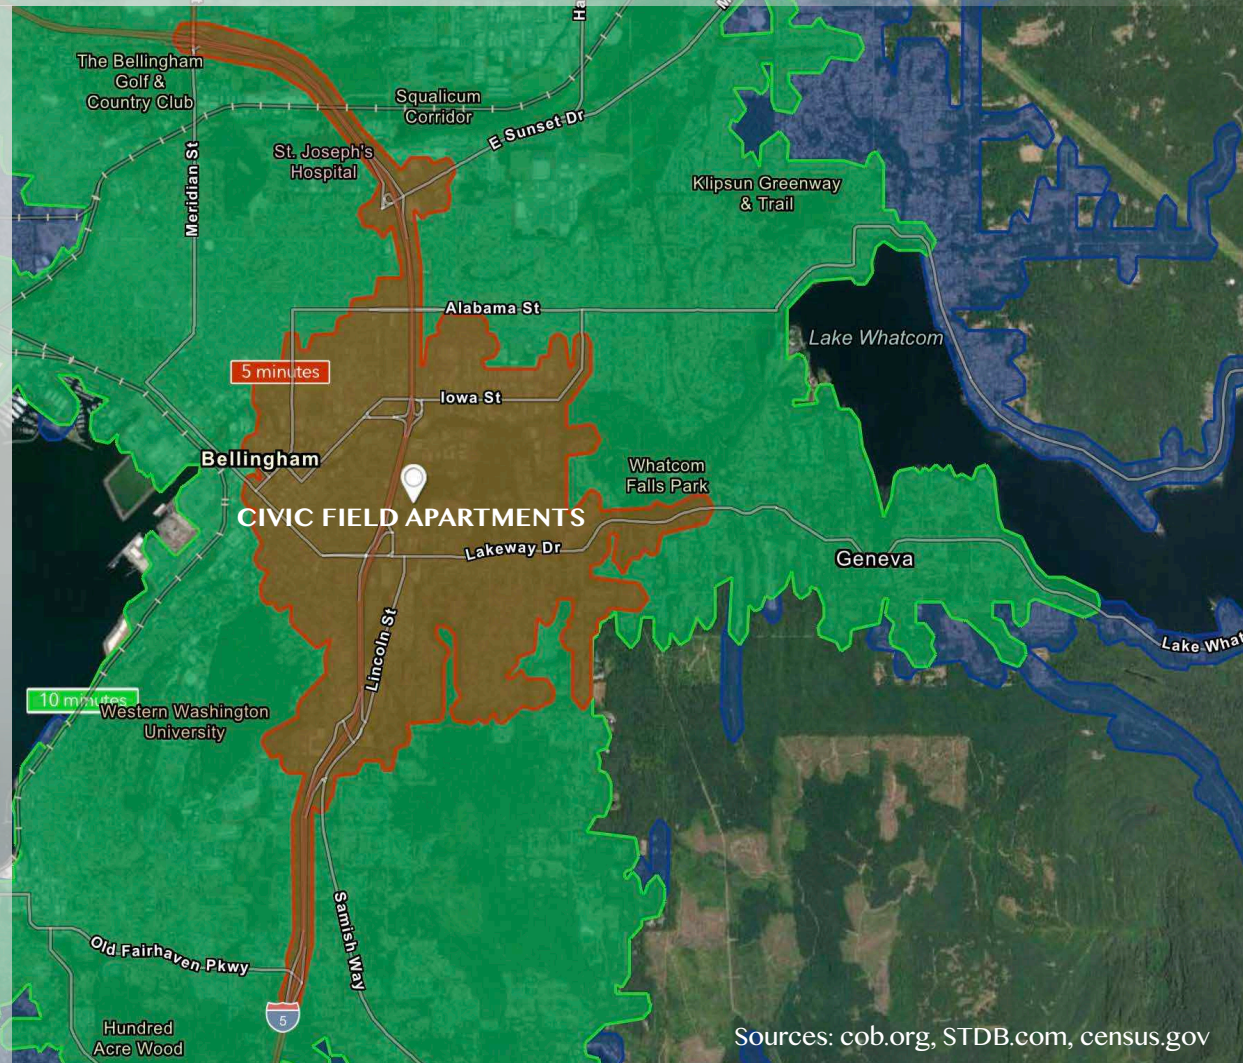 The Bellingham
Golf &
Country Club
Squalicum
Corridor
E Sunset Dr
St. Joseph's
Hospital
Meridian St
Klipsun Greenway
& Trail
Alabama St
Lake Whatcom
5 minutes
Iowa St
Bellingham
Whatcom
Falls Park
CIVIC FIELD APARTMENTS
Lakeway Dr
Geneva
Lincoln St
Lake What
10 minutes
Western Washington
University
Samish Way
Old Fairhaven Pkwy
5
Hundred
Acre Wood
Sources: cob.org, STDB.com, census.gov